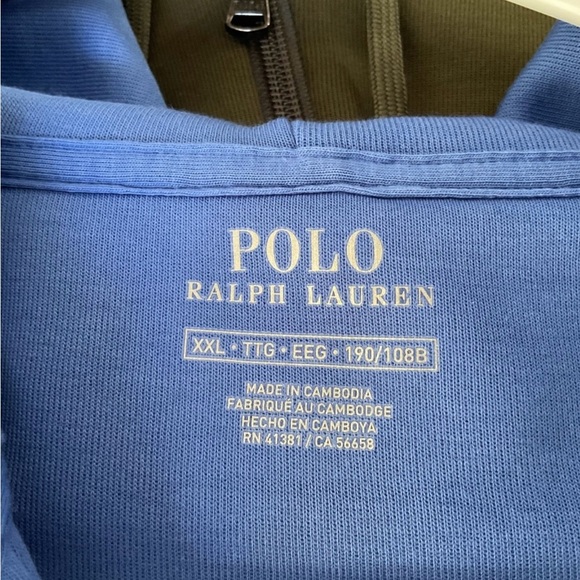 POLO
RALPH LAUREN
XXL • TTG • EEG • 190/108B
MADE IN CAMBODIA
FABRIQUÉ AU CAMBODGE
HECHO EN CAMBOYA
RN 41381 / CA 56658